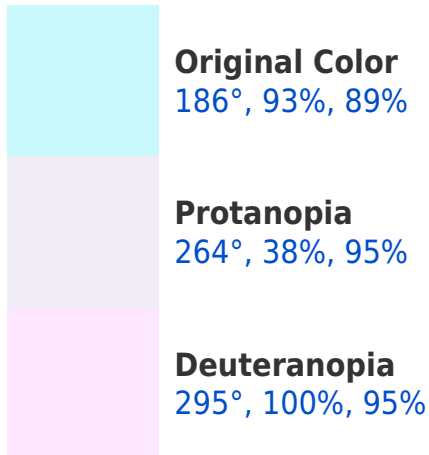 Original Color
186°, 93%, 89%
Protanopia
264°, 38%, 95%
Deuteranopia
295°, 100%, 95%